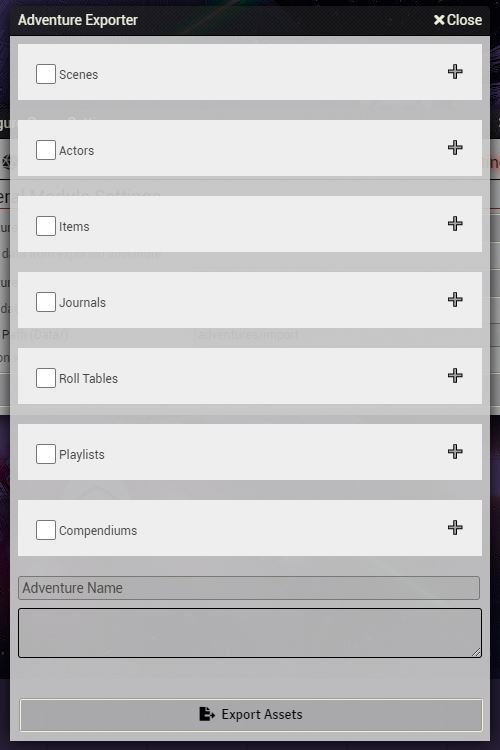 Adventure Exporter
Close
Scenes
Actors
Items
Journals
Roll Tables
Playlists
Compendiums
Adventure Name
Export Assets